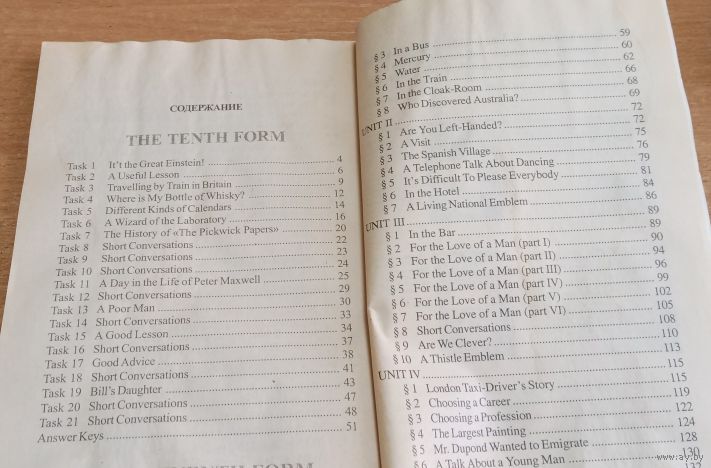 СОДЕРЖАНИЕ
THE TENTH FORM
Task 1 It't the Great Einstein! 4
Task 2 A Useful Lesson 6
Task 3 Travelling by Train in Britain 9
Task 4 Where is My Bottle of Whisky? 12
Task 5 Different Kinds of Calendars 14
Task 6 A Wizard of the Laboratory 16
Task 7 The History of «The Pickwick Papers» 20
Task 8 Short Conversations 22
Task 9 Short Conversations 23
Task 10 Short Conversations 24
Task 11 A Day in the Life of Peter Maxwell 25
Task 12 Short Conversations 29
Task 13 A Poor Man 30
Task 14 Short Conversations 33
Task 15 A Good Lesson 34
Task 16 Short Conversations 37
Task 17 Good Advice 38
Task 18 Short Conversations 41
Task 19 Bill's Daughter 43
Task 20 Short Conversations 47
Task 21 Short Conversations 48
Answer Keys 51
§ 3 In a Bus 59
§ 4 Mercury 60
§ 5 Water 62
§ 6 In the Train 66
§ 7 In the Cloak-Room 68
§ 8 Who Discovered Australia? 69
UNIT II 72
§ 1 Are You Left-Handed? 72
§ 2 A Visit 75
§ 3 The Spanish Village 76
§ 4 A Telephone Talk About Dancing 79
§ 5 It's Difficult To Please Everybody 81
§ 6 In the Hotel 84
§ 7 A Living National Emblem 86
UNIT III 89
§ 1 In the Bar 89
§ 2 For the Love of a Man (part I) 90
§ 3 For the Love of a Man (part II) 94
§ 4 For the Love of a Man (part III) 96
§ 5 For the Love of a Man (part IV) 99
§ 6 For the Love of a Man (part V) 102
§ 7 For the Love of a Man (part VI) 105
§ 8 Short Conversations 108
§ 9 Are We Clever? 110
§ 10 A Thistle Emblem 113
UNIT IV 115
§ 1 London Taxi-Driver's Story 115
§ 2 Choosing a Career 119
§ 3 Choosing a Profession 122
§ 4 The Largest Painting 124
§ 5 Mr. Dupond Wanted to Emigrate 128
§ 6 A Talk About a Young Man 130
www.ay.by